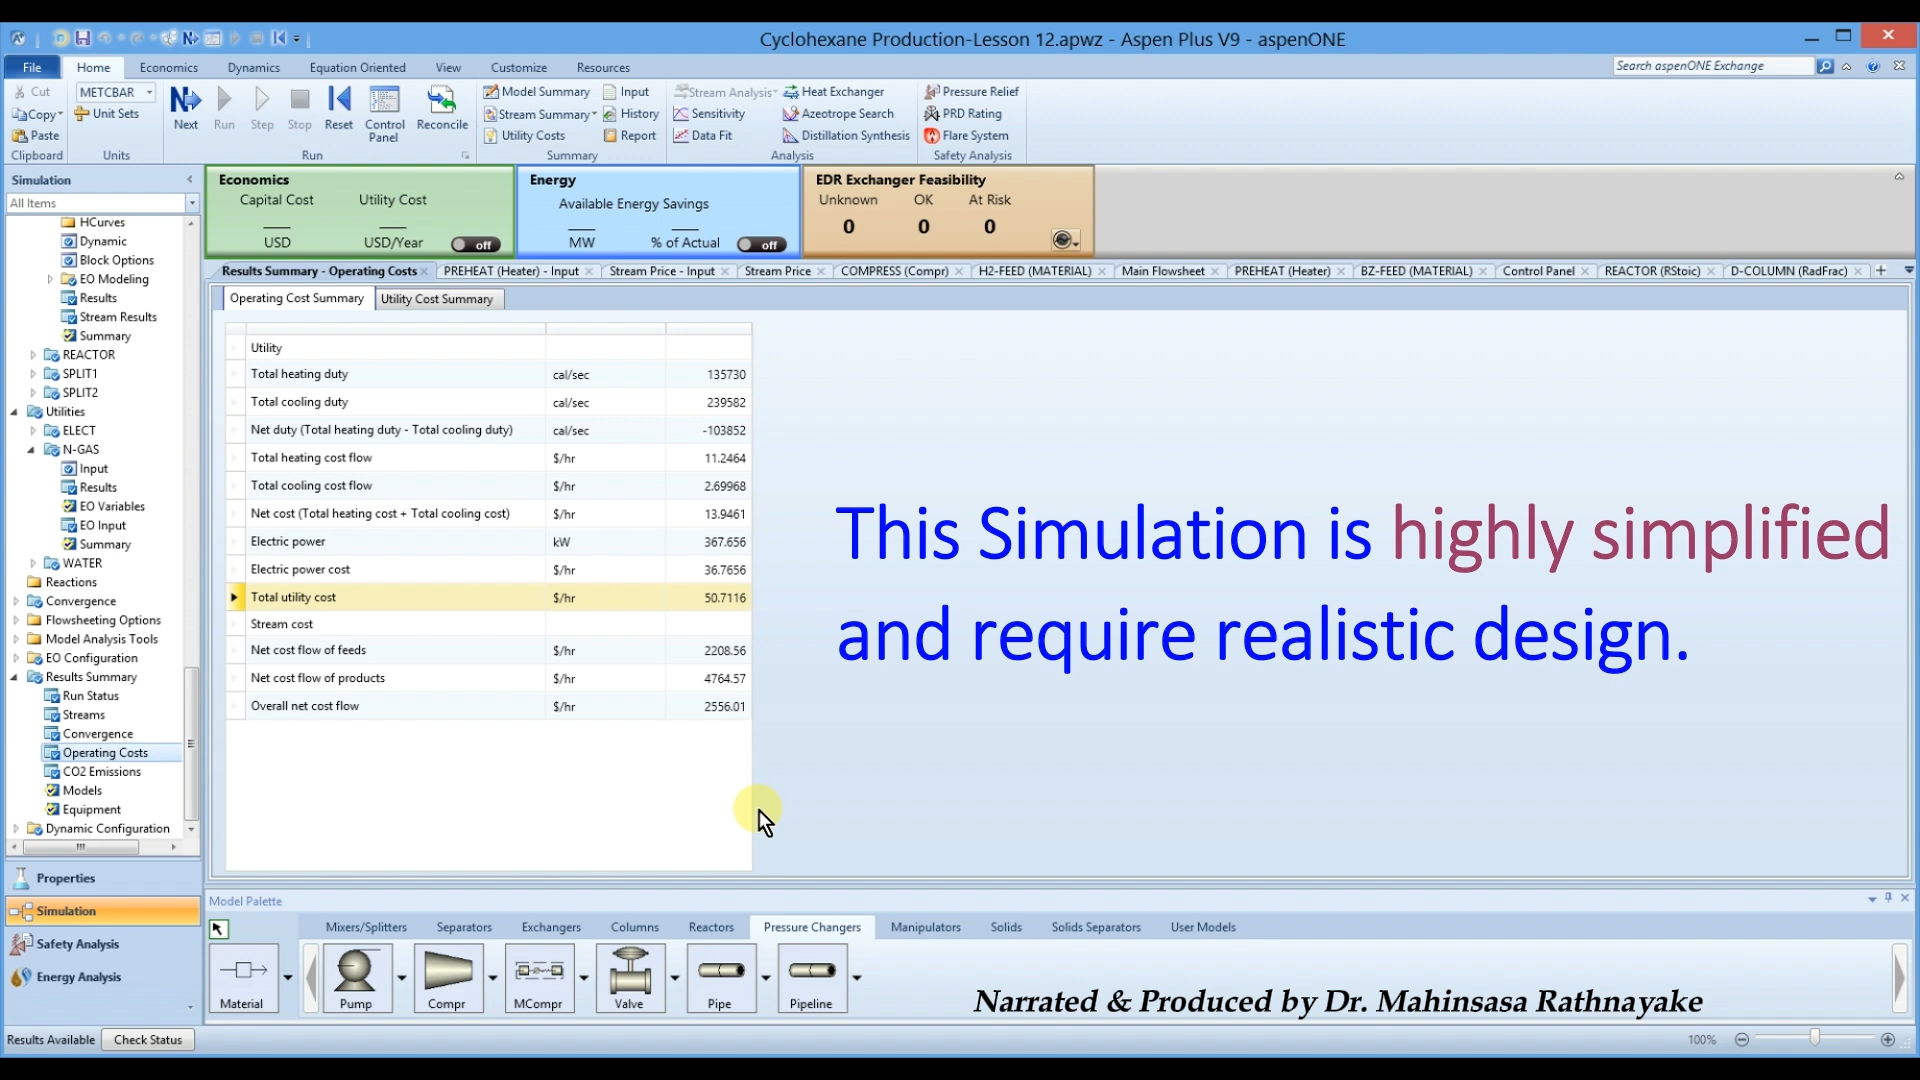 Cyclohexane Production-Lesson 12.apwz - Aspen Plus V9 - aspenONE
File Home Economics Dynamics Equation Oriented View Customize Resources Search aspenONE Exchange
Cut METCBAR Model Summary Input Stream Analysis Heat Exchanger Pressure Relief
Copy Unit Sets Stream Summary History Sensitivity Azeotrope Search PRD Rating
Paste Next Run Step Stop Reset Control Panel Reconcile Utility Costs Report Data Fit Distillation Synthesis Flare System
Clipboard Units Run Summary Analysis Safety Analysis
Simulation
All Items
HCurves
Dynamic
Block Options
EO Modeling
Results
Stream Results
Summary
REACTOR
SPLIT1
SPLIT2
Utilities
ELECT
N-GAS
Input
Results
EO Variables
EO Input
Summary
WATER
Reactions
Convergence
Flowsheeting Options
Model Analysis Tools
EO Configuration
Results Summary
Run Status
Streams
Convergence
Operating Costs
CO2 Emissions
Models
Equipment
Dynamic Configuration
Properties
Simulation
Safety Analysis
Energy Analysis
Economics
Capital Cost Utility Cost
USD USD/Year off
Energy
Available Energy Savings
MW % of Actual off
EDR Exchanger Feasibility
Unknown OK At Risk
0 0 0
Results Summary - Operating Costs PREHEAT (Heater) - Input Stream Price - Input Stream Price COMPRESS (Compr) H2-FEED (MATERIAL) Main Flowsheet PREHEAT (Heater) BZ-FEED (MATERIAL) Control Panel REACTOR (RStoic) D-COLUMN (RadFrac)
Operating Cost Summary Utility Cost Summary
Utility
Total heating duty cal/sec 135730
Total cooling duty cal/sec 239582
Net duty (Total heating duty - Total cooling duty) cal/sec -103852
Total heating cost flow $/hr 11.2464
Total cooling cost flow $/hr 2.69968
Net cost (Total heating cost + Total cooling cost) $/hr 13.9461
Electric power kW 367.656
Electric power cost $/hr 36.7656
Total utility cost $/hr 50.7116
Stream cost
Net cost flow of feeds $/hr 2208.56
Net cost flow of products $/hr 4764.57
Overall net cost flow $/hr 2556.01
This Simulation is highly simplified
and require realistic design.
Model Palette
Mixers/Splitters Separators Exchangers Columns Reactors Pressure Changers Manipulators Solids Solids Separators User Models
Material Pump Compr MCompr Valve Pipe Pipeline
Narrated & Produced by Dr. Mahinsasa Rathnayake
Results Available Check Status 100%